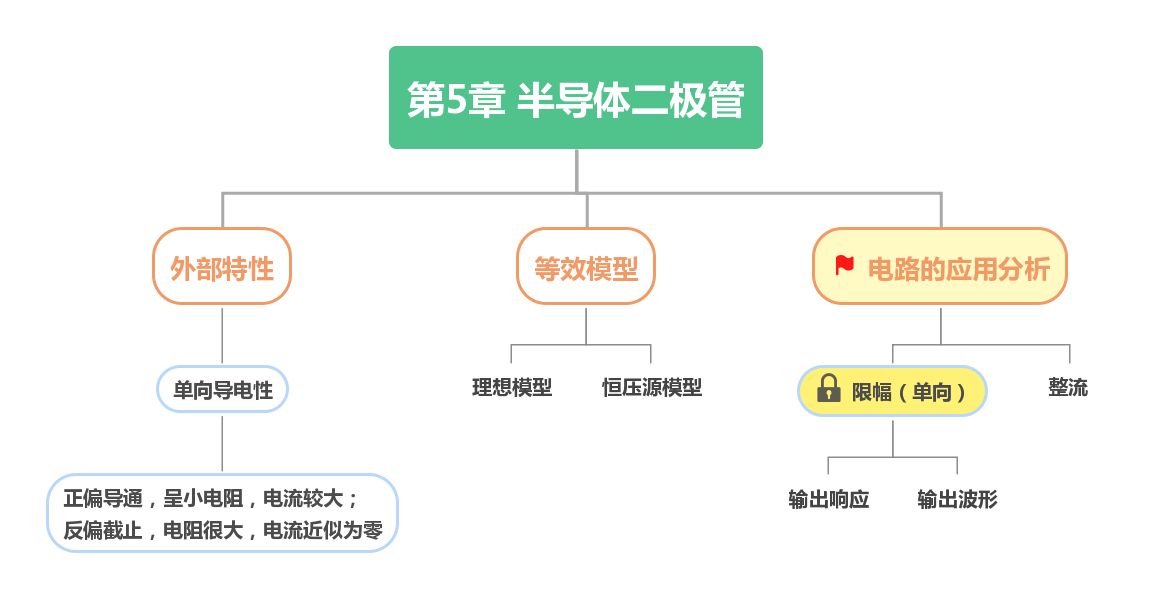 第5章 半导体二极管
外部特性
等效模型
电路的应用分析
单向导电性
理想模型
恒压源模型
限幅（单向）
整流
正偏导通，呈小电阻，电流较大；
反偏截止，电阻很大，电流近似为零
输出响应
输出波形